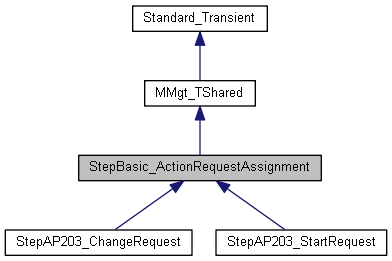 Standard_Transient
MMgt_TShared
StepBasic_ActionRequestAssignment
StepAP203_ChangeRequest
StepAP203_StartRequest